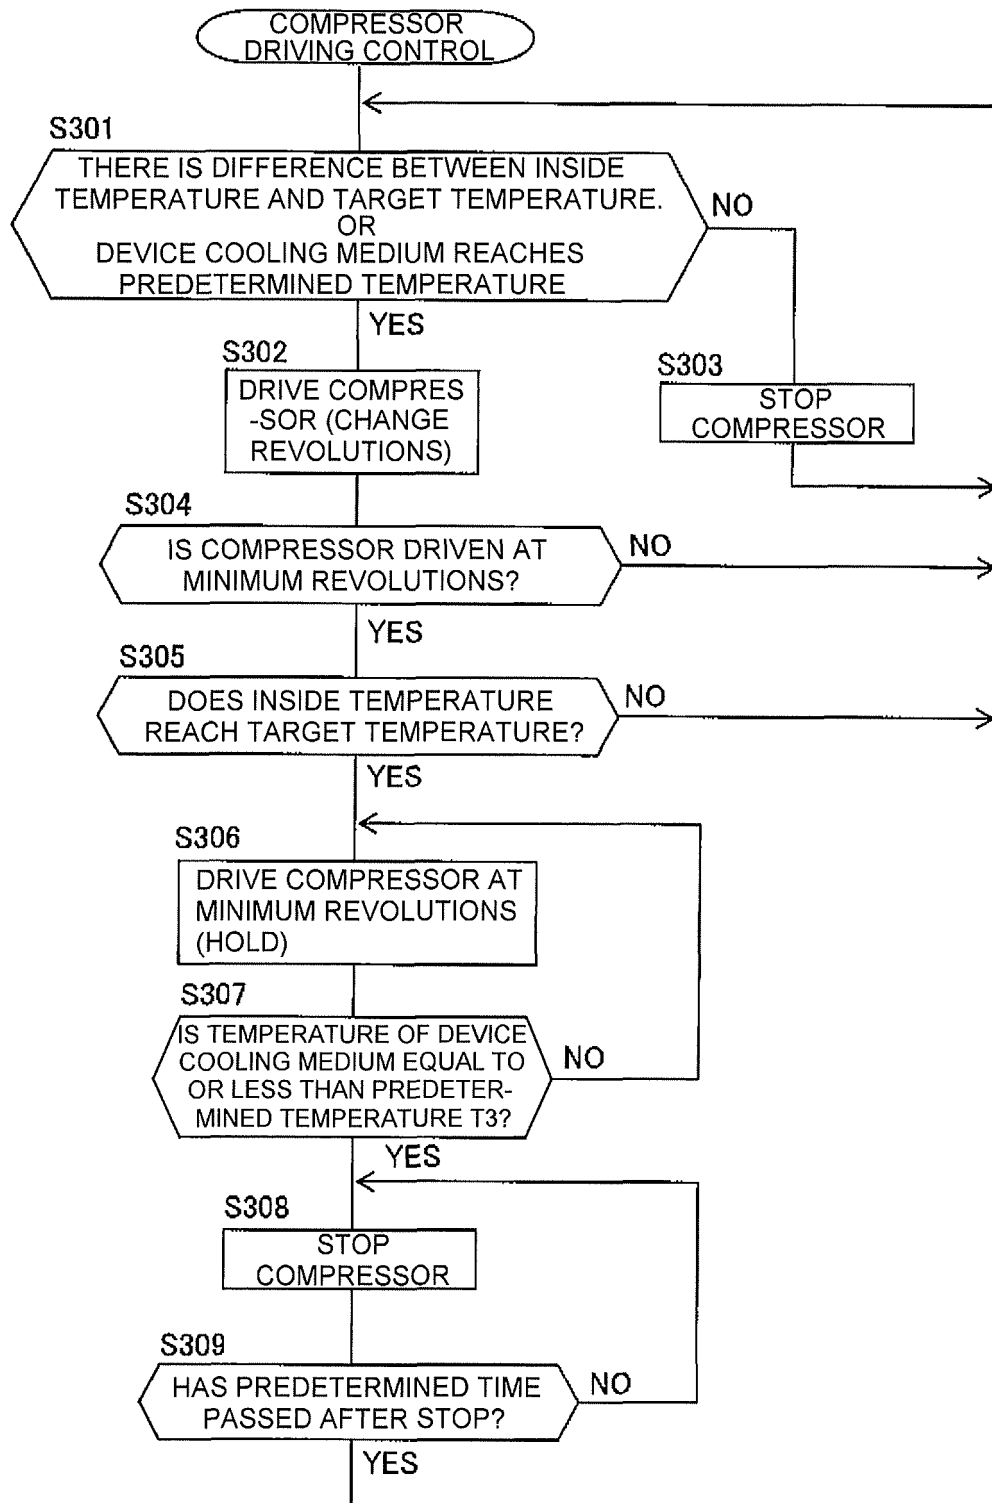 COMPRESSOR
DRIVING CONTROL
S301
THERE IS DIFFERENCE BETWEEN INSIDE
TEMPERATURE AND TARGET TEMPERATURE.
OR
DEVICE COOLING MEDIUM REACHES
PREDETERMINED TEMPERATURE
NO
YES
S302
DRIVE COMPRES
-SOR (CHANGE
REVOLUTIONS)
S303
STOP
COMPRESSOR
S304
IS COMPRESSOR DRIVEN AT
MINIMUM REVOLUTIONS?
NO
YES
S305
DOES INSIDE TEMPERATURE
REACH TARGET TEMPERATURE?
NO
YES
S306
DRIVE COMPRESSOR AT
MINIMUM REVOLUTIONS
(HOLD)
S307
IS TEMPERATURE OF DEVICE
COOLING MEDIUM EQUAL TO
OR LESS THAN PREDETER-
MINED TEMPERATURE T3?
NO
YES
S308
STOP
COMPRESSOR
S309
HAS PREDETERMINED TIME
PASSED AFTER STOP?
NO
YES